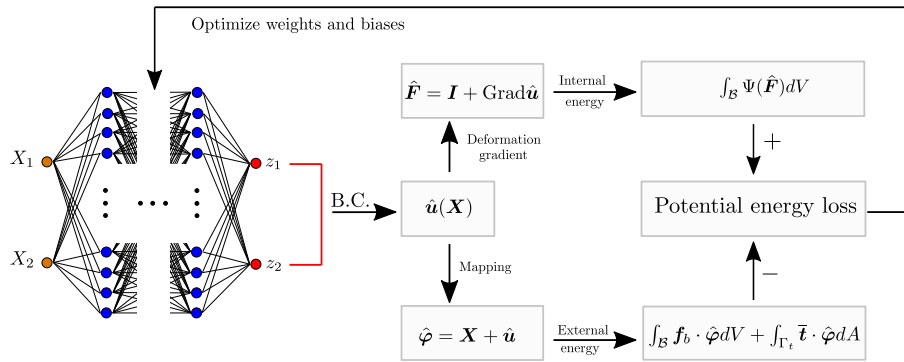 Optimize weights and biases
X₁
X₂
z₁
z₂
B.C.
û(X)
Deformation
gradient
F̂ = I + Gradû
Internal
energy
∫_𝓑 Ψ(F̂)dV
+
Potential energy loss
−
Mapping
φ̂ = X + û
External
energy
∫_𝓑 f_b · φ̂dV + ∫_Γₜ t̄ · φ̂dA